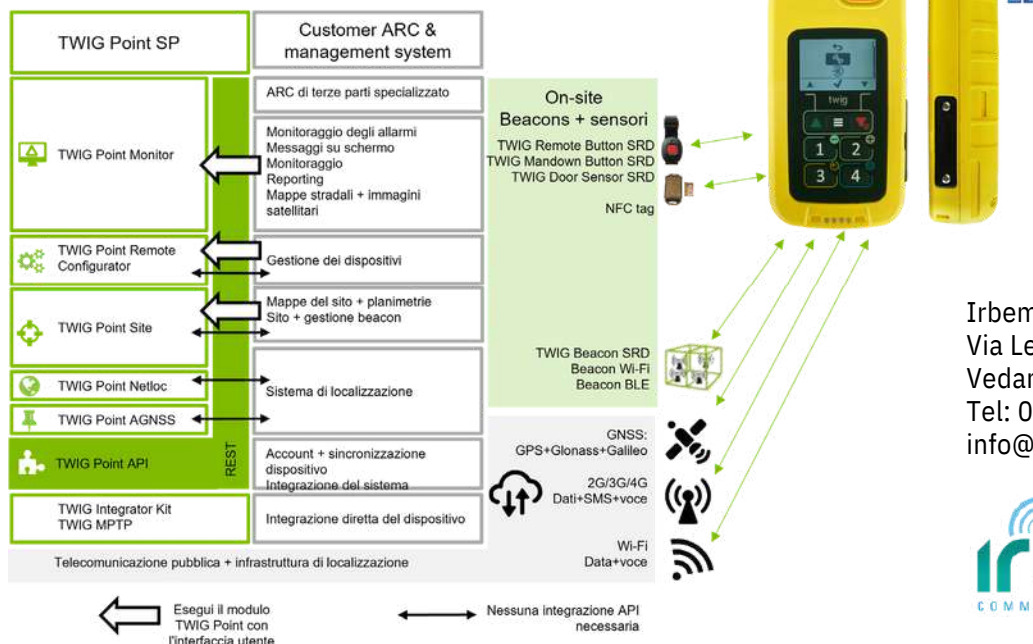 TWIG Point SP
Customer ARC &
management system
TWIG Point Monitor
ARC di terze parti specializzato
Monitoraggio degli allarmi
Messaggi su schermo
Monitoraggio
Reporting
Mappe stradali + immagini
satellitari
TWIG Point Remote
Configurator
Gestione dei dispositivi
TWIG Point Site
Mappe del sito + planimetrie
Sito + gestione beacon
TWIG Point Netloc
Sistema di localizzazione
TWIG Point AGNSS
TWIG Point API
REST
Account + sincronizzazione
dispositivo
Integrazione del sistema
TWIG Integrator Kit
TWIG MPTP
Integrazione diretta del dispositivo
Telecomunicazione pubblica + infrastruttura di localizzazione
On-site
Beacons + sensori
TWIG Remote Button SRD
TWIG Mandown Button SRD
TWIG Door Sensor SRD
NFC tag
TWIG Beacon SRD
Beacon Wi-Fi
Beacon BLE
GNSS:
GPS+Glonass+Galileo
2G/3G/4G
Dati+SMS+voce
Wi-Fi
Data+voce
twig
1 2
3 4
Esegui il modulo
TWIG Point con
l'interfaccia utente
Nessuna integrazione API
necessaria
Tel: 0
info@